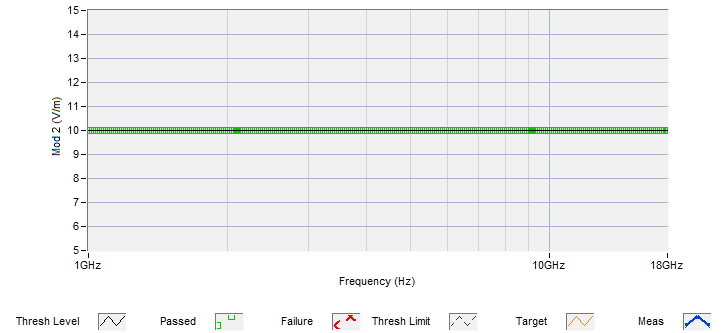 15
14
13
12
11
10
9
8
7
6
5
Mod 2 (V/m)
1GHz 10GHz 18GHz
Frequency (Hz)
Thresh Level Passed Failure Thresh Limit Target Meas